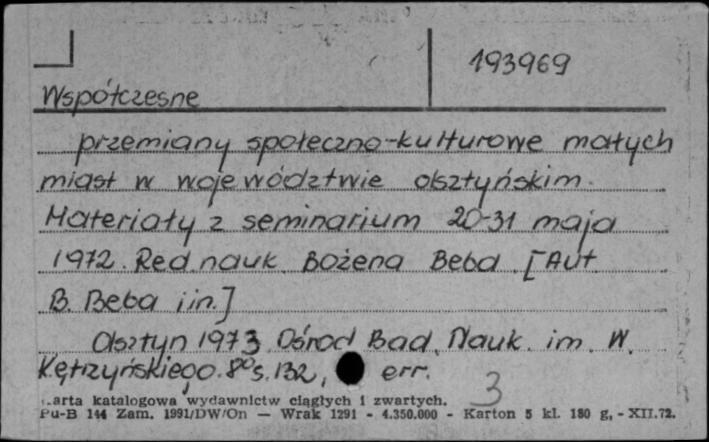 193969
Współczesne
przemiany społeczno-kulturowe małych
miast w województwie olsztyńskim.
Materiały z seminarium 20-31 maja
1972. Red. nauk. Bożena Beba. [Aut.
B. Beba i in.]
Olsztyn 1973 Ośrod. Bad. Nauk. im. W.
Kętrzyńskiego. 8° s. 132, err.
3
Karta katalogowa wydawnictw ciągłych i zwartych.
Pu-B 144 Zam. 1991/DW/On — Wrak 1291 - 4.350.000 - Karton 5 kl. 180 g, - XII.72.